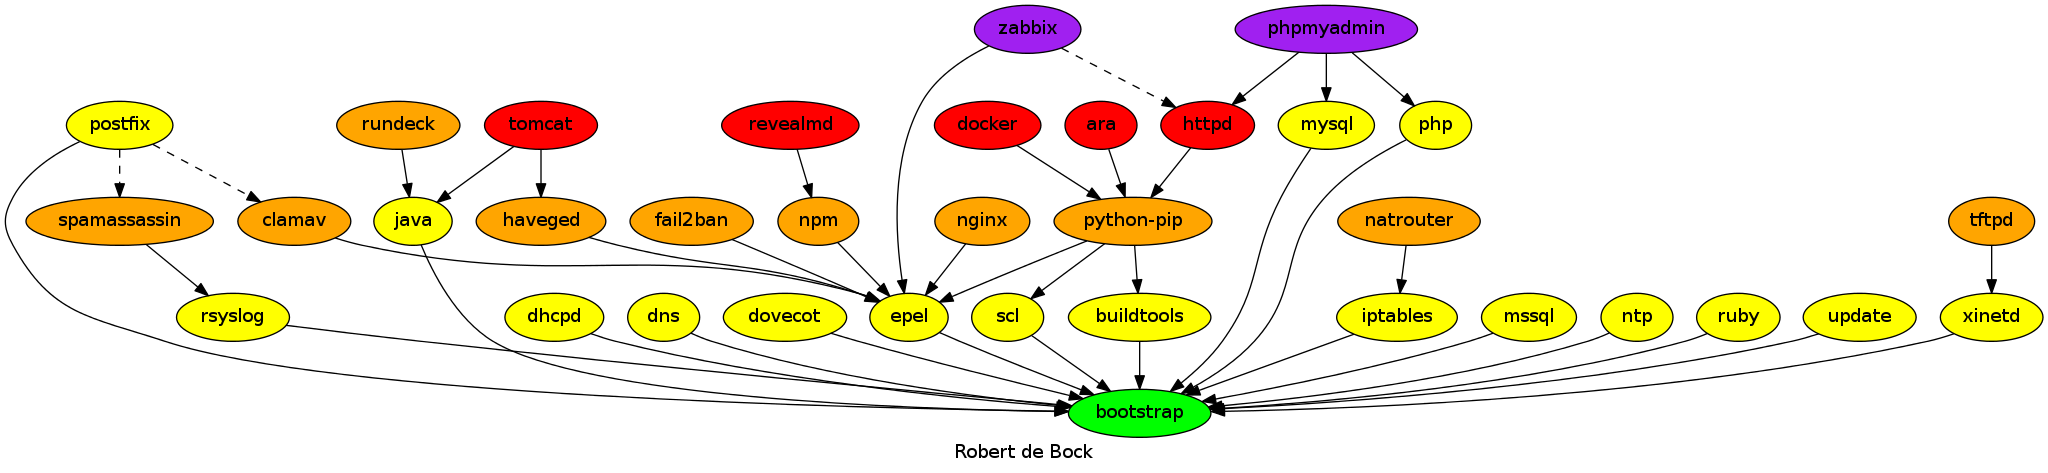 zabbix
phpmyadmin
postfix
rundeck
tomcat
revealmd
docker
ara
httpd
mysql
php
spamassassin
clamav
java
haveged
fail2ban
npm
nginx
python-pip
natrouter
tftpd
rsyslog
dhcpd
dns
dovecot
epel
scl
buildtools
iptables
mssql
ntp
ruby
update
xinetd
bootstrap
Robert de Bock